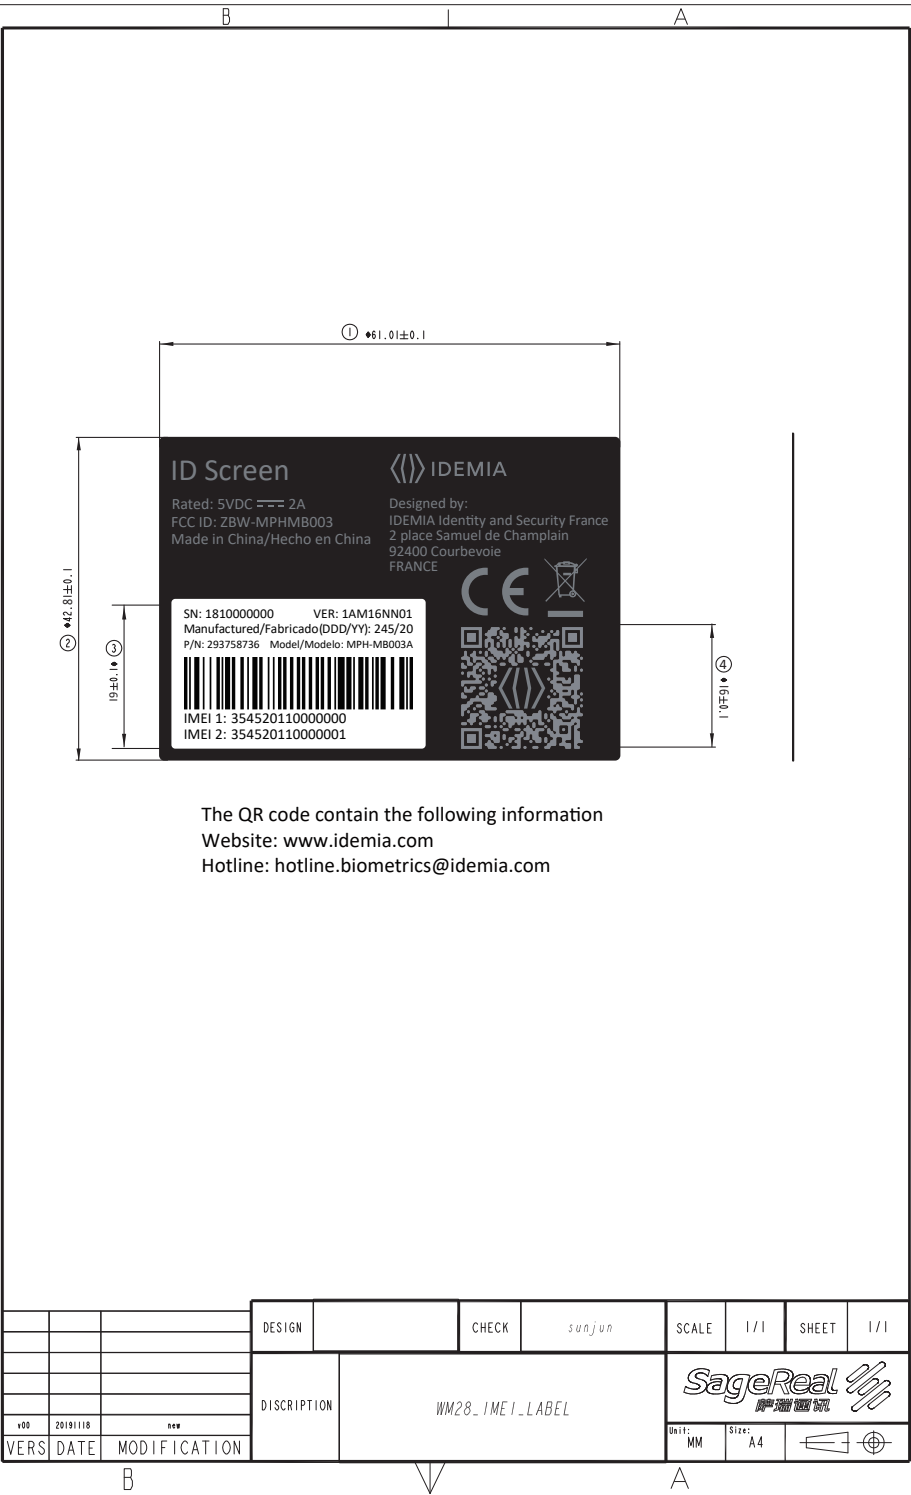 B A
① ♦61.01±0.1
② ♦42.81±0.1
③ ♦19±0.1
④ ♦16±0.1
ID Screen
Rated: 5VDC ⎓ 2A
FCC ID: ZBW-MPHMB003
Made in China/Hecho en China
IDEMIA
Designed by:
IDEMIA Identity and Security France
2 place Samuel de Champlain
92400 Courbevoie
FRANCE
CE
SN: 1810000000 VER: 1AM16NN01
Manufactured/Fabricado(DDD/YY): 245/20
P/N: 293758736 Model/Modelo: MPH-MB003A
IMEI 1: 354520110000000
IMEI 2: 354520110000001
The QR code contain the following information
Website: www.idemia.com
Hotline: hotline.biometrics@idemia.com
DESIGN CHECK sunjun SCALE 1/1 SHEET 1/1
DISCRIPTION WM28_IMEI_LABEL
SageReal
萨瑞通讯
Unit: MM Size: A4
v00 20191118 new
VERS DATE MODIFICATION
B A